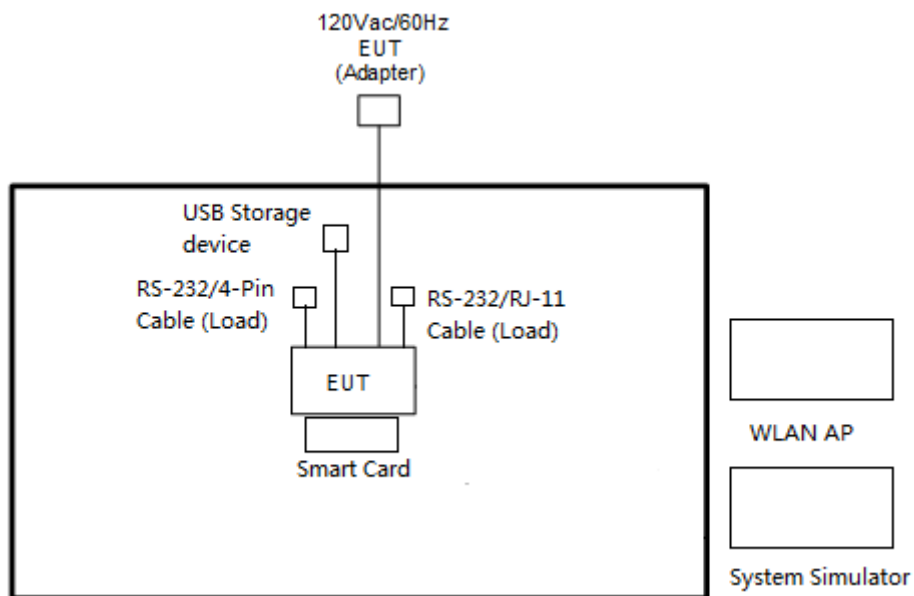 120Vac/60Hz
EUT
(Adapter)
USB Storage
device
RS-232/4-Pin
Cable (Load)
RS-232/RJ-11
Cable (Load)
EUT
Smart Card
WLAN AP
System Simulator